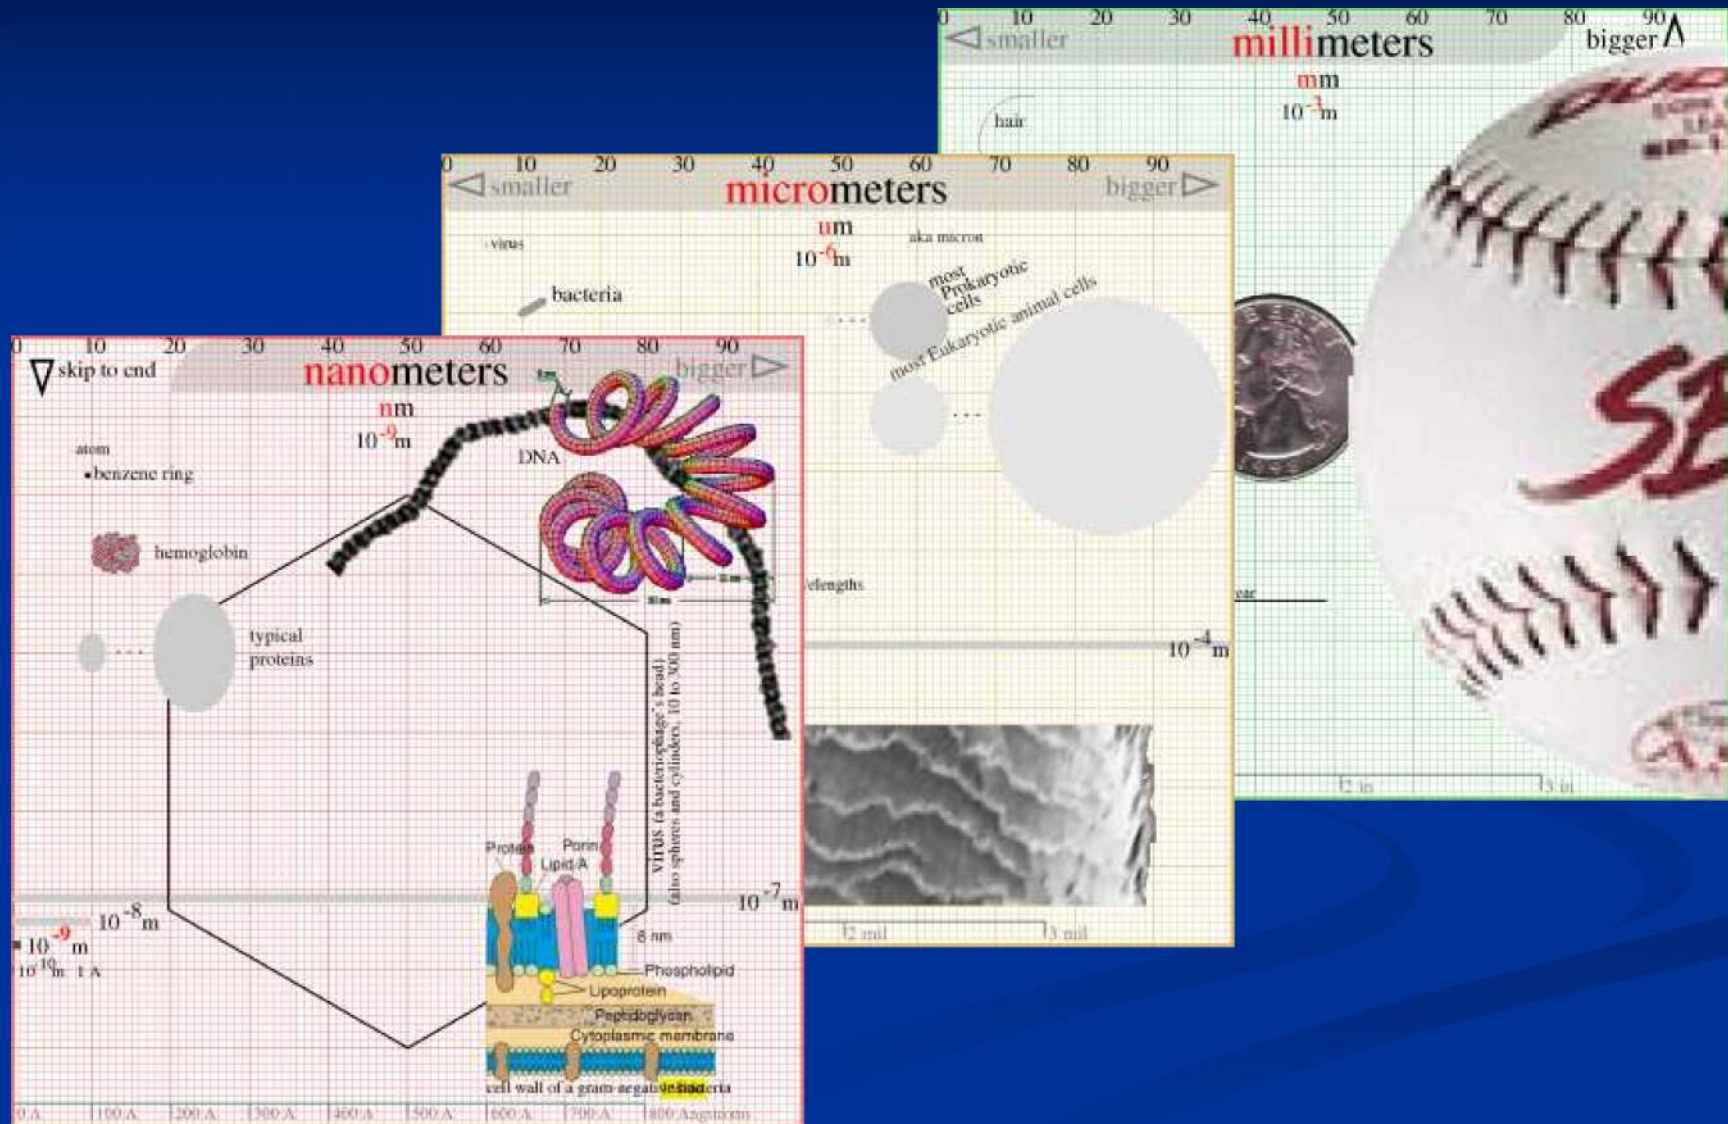 0 10 20 30 40 50 60 70 80 90
smaller
millimeters
bigger
mm
10-3m
hair
LIBERTY
2 in
3 in
0 10 20 30 40 50 60 70 80 90
smaller
micrometers
bigger
um
10-6m
aka micron
virus
bacteria
most
Prokaryotic
cells
most Eukaryotic animal cells
elengths
10-4m
2 mil
3 mil
0 10 20 30 40 50 60 70 80 90
skip to end
nanometers
bigger
nm
10-9m
atom
benzene ring
DNA
hemoglobin
typical
proteins
virus (a bacteriophage's head)
(also spheres and cylinders, 10 to 300 nm)
Protein
Porin
Lipid A
10-7m
10-8m
10-9m
10-10m 1 A
8 nm
Phospholipid
Lipoprotein
Peptidoglycan
Cytoplasmic membrane
cell wall of a gram-negative bacteria
0 A 100 A 200 A 300 A 400 A 500 A 600 A 700 A 800 Angstroms